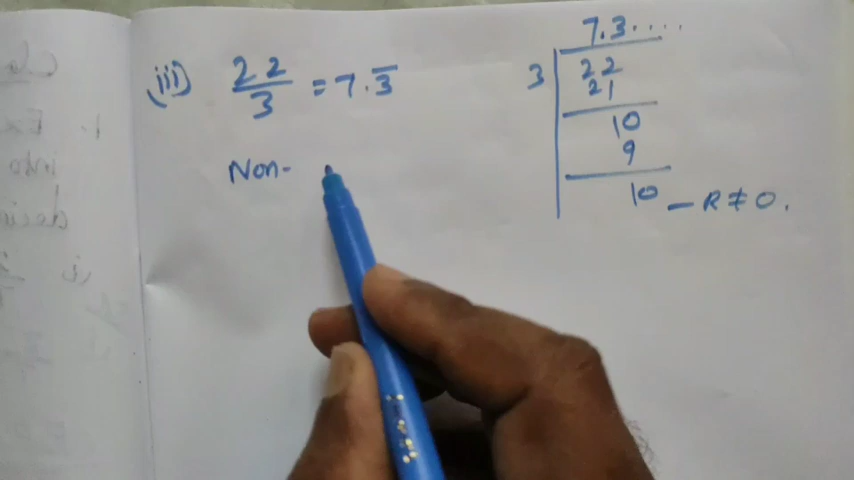 (iii) 22/3 = 7.3̅
Non-
7.3....
3 22
21
10
9
10 — R ≠ 0.